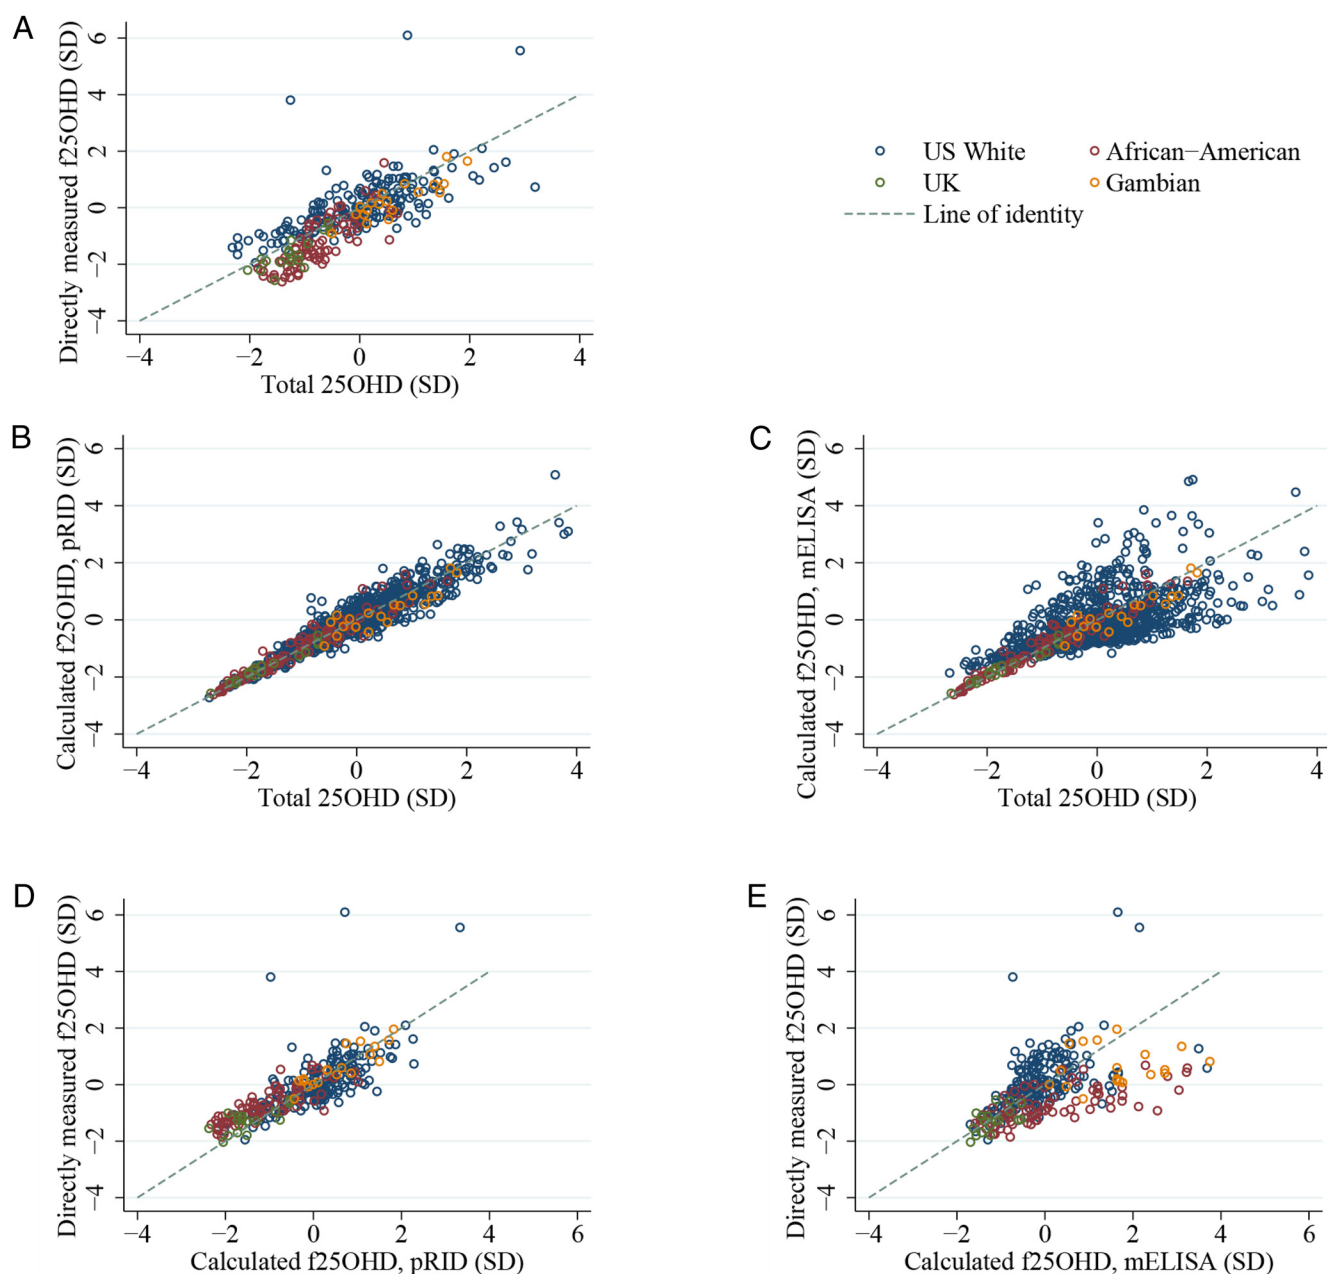 A
Directly measured f25OHD (SD)
6
4
2
0
−2
−4
−4 −2 0 2 4
Total 25OHD (SD)
US White African−American
UK Gambian
Line of identity
B
Calculated f25OHD, pRID (SD)
6
4
2
0
−2
−4
−4 −2 0 2 4
Total 25OHD (SD)
C
Calculated f25OHD, mELISA (SD)
6
4
2
0
−2
−4
−4 −2 0 2 4
Total 25OHD (SD)
D
Directly measured f25OHD (SD)
6
4
2
0
−2
−4
−4 −2 0 2 4 6
Calculated f25OHD, pRID (SD)
E
Directly measured f25OHD (SD)
6
4
2
0
−2
−4
−4 −2 0 2 4 6
Calculated f25OHD, mELISA (SD)